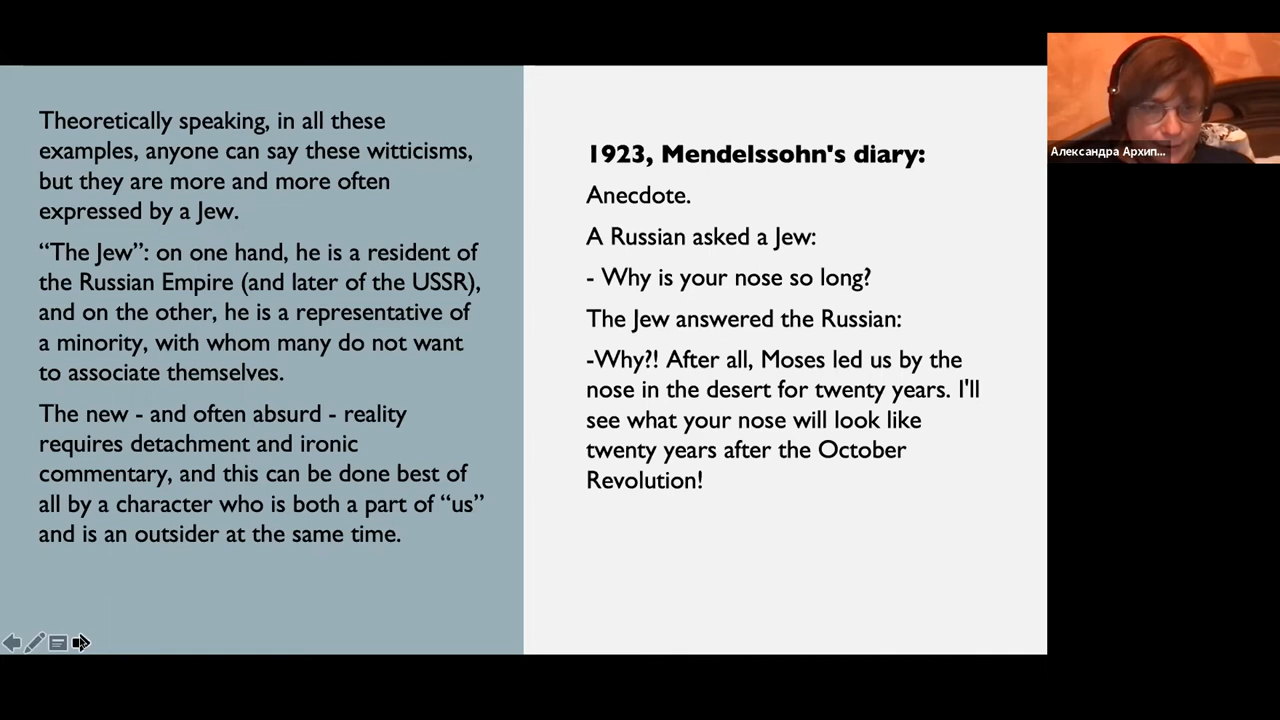 Theoretically speaking, in all these
examples, anyone can say these witticisms,
but they are more and more often
expressed by a Jew.
“The Jew”: on one hand, he is a resident of
the Russian Empire (and later of the USSR),
and on the other, he is a representative of
a minority, with whom many do not want
to associate themselves.
The new - and often absurd - reality
requires detachment and ironic
commentary, and this can be done best of
all by a character who is both a part of “us”
and is an outsider at the same time.
1923, Mendelssohn's diary:
Anecdote.
A Russian asked a Jew:
- Why is your nose so long?
The Jew answered the Russian:
-Why?! After all, Moses led us by the
nose in the desert for twenty years. I'll
see what your nose will look like
twenty years after the October
Revolution!
Александра Архип...